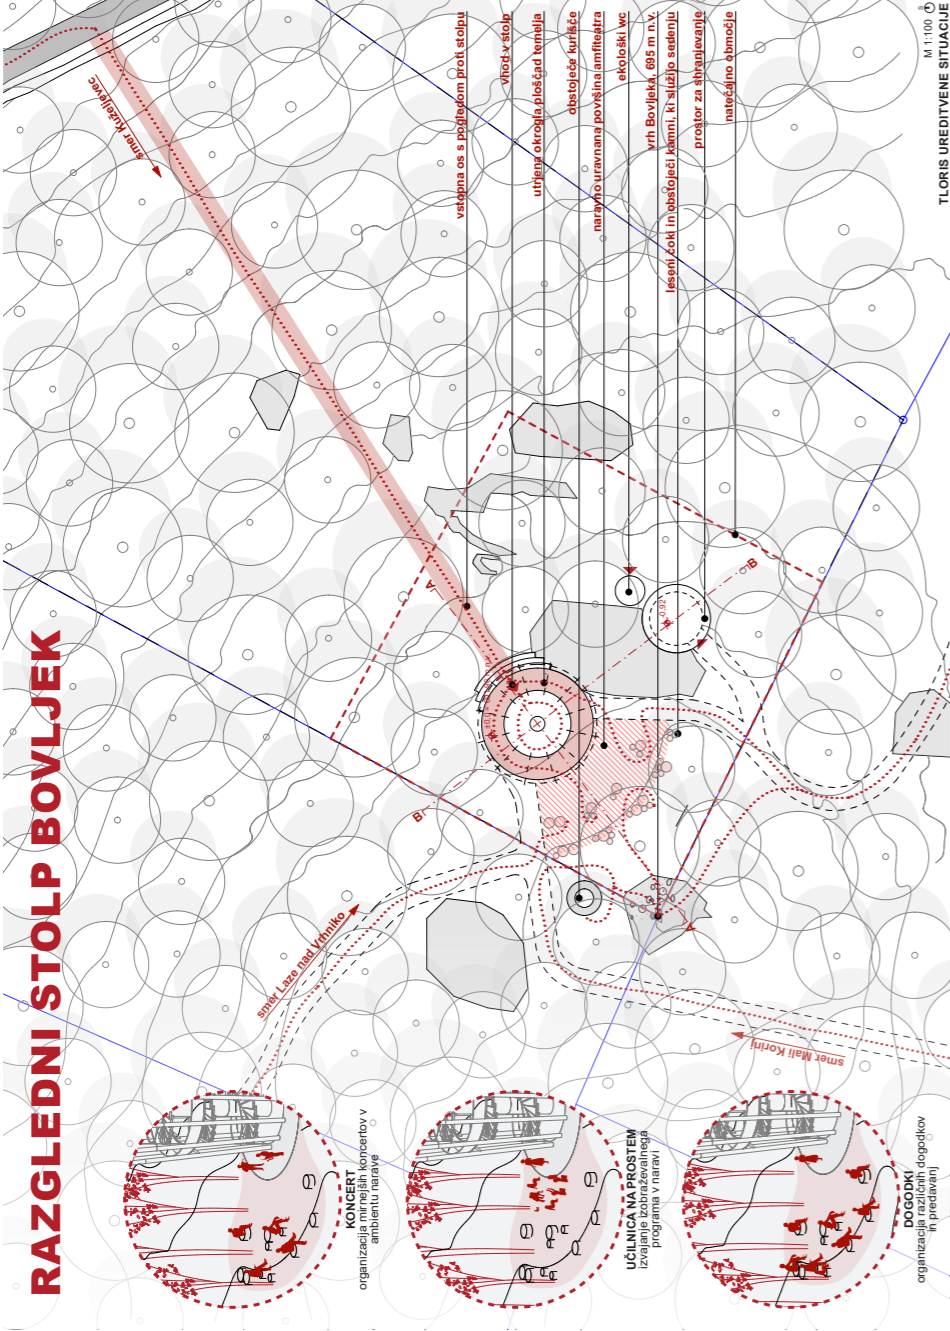 RAZGLEDNI STOLP BOVLJEK
smer Kuželjevec
vstopna os s pogledom proti stolpu
vhod v stolp
utrjena okrogla ploščad temelja
obstoječe kurišče
naravno uravnana površina amfiteatra
ekološki wc
vrh Bovljeka, 695 m n.v.
leseni čoki in obstoječi kamni, ki služijo sedenju
prostor za shranjevanje
natečajno območje
A
B
B
A
-0,92
smer Laze nad Vrhniko
smer Mali Korinj
KONCERT
organizacija mirnejših koncertov v
ambientu narave
UČILNICA NA PROSTEM
izvajanje izobraževalnega
programa v naravi
DOGODKI
organizacija različnih dogodkov
in predavanj
TLORIS UREDITVENE SITUACIJE
M 1:100